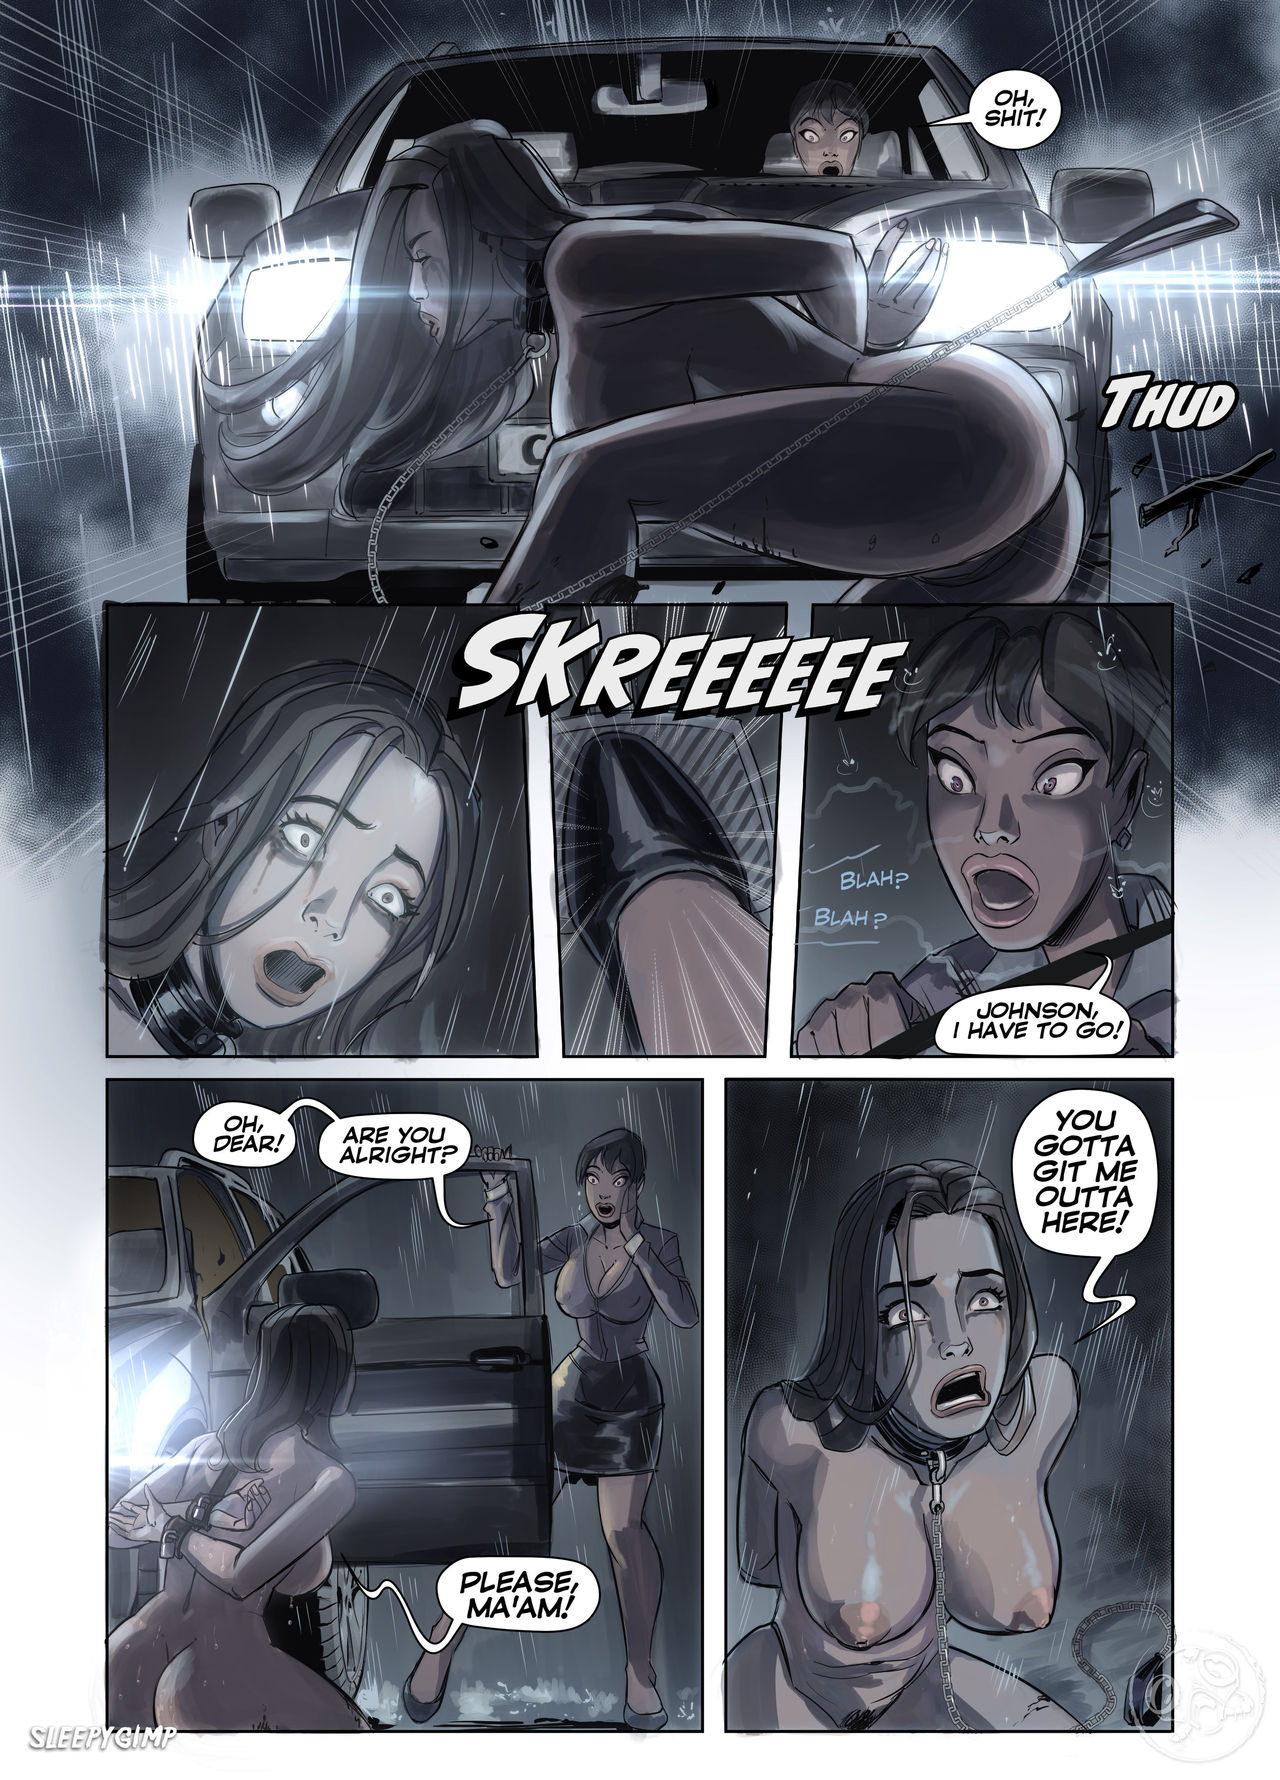 OH,
SHIT!
C
THUD
SKREEEEEE
BLAH?
BLAH?
JOHNSON,
I HAVE TO GO!
OH,
DEAR!
ARE YOU
ALRIGHT?
PLEASE,
MA'AM!
YOU
GOTTA
GIT ME
OUTTA
HERE!
SLEEPYGIMP